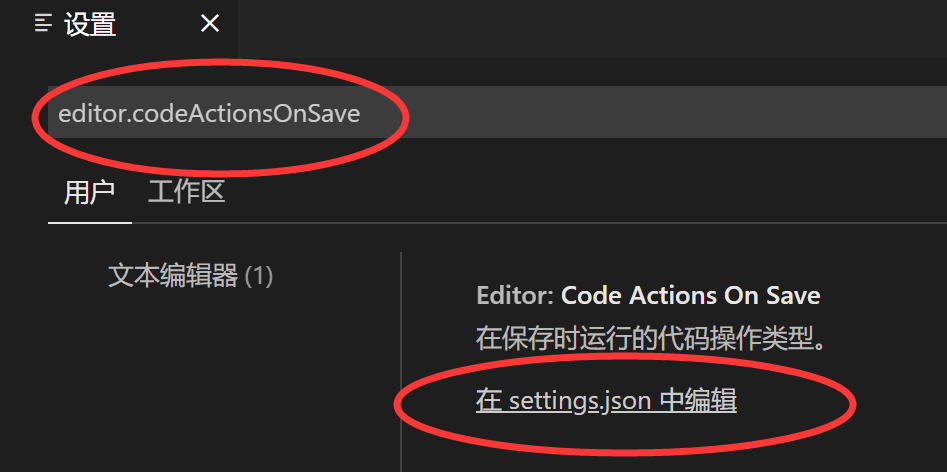 设置
editor.codeActionsOnSave
用户 工作区
文本编辑器 (1)
Editor: Code Actions On Save
在保存时运行的代码操作类型。
在 settings.json 中编辑